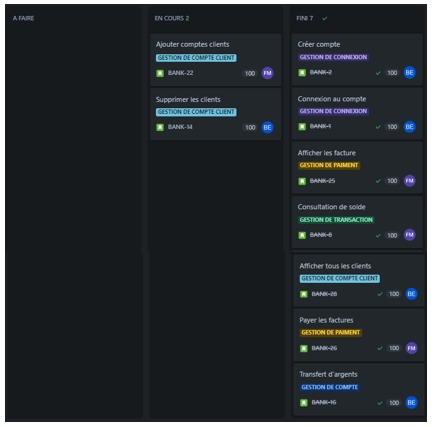 A FAIRE
EN COURS 2
Ajouter comptes clients
GESTION DE COMPTE CLIENT
BANK-22 100 FM
Supprimer les clients
GESTION DE COMPTE CLIENT
BANK-14 100 BE
FINI 7 ✓
Créer compte
GESTION DE CONNEXION
BANK-2 ✓ 100 BE
Connexion au compte
GESTION DE CONNEXION
BANK-1 ✓ 100 BE
Afficher les facture
GESTION DE PAIMENT
BANK-25 ✓ 100 FM
Consultation de solde
GESTION DE TRANSACTION
BANK-8 ✓ 100 FM
Afficher tous les clients
GESTION DE COMPTE CLIENT
BANK-28 ✓ 100 BE
Payer les factures
GESTION DE PAIMENT
BANK-26 ✓ 100 FM
Transfert d'argents
GESTION DE COMPTE
BANK-16 ✓ 100 BE